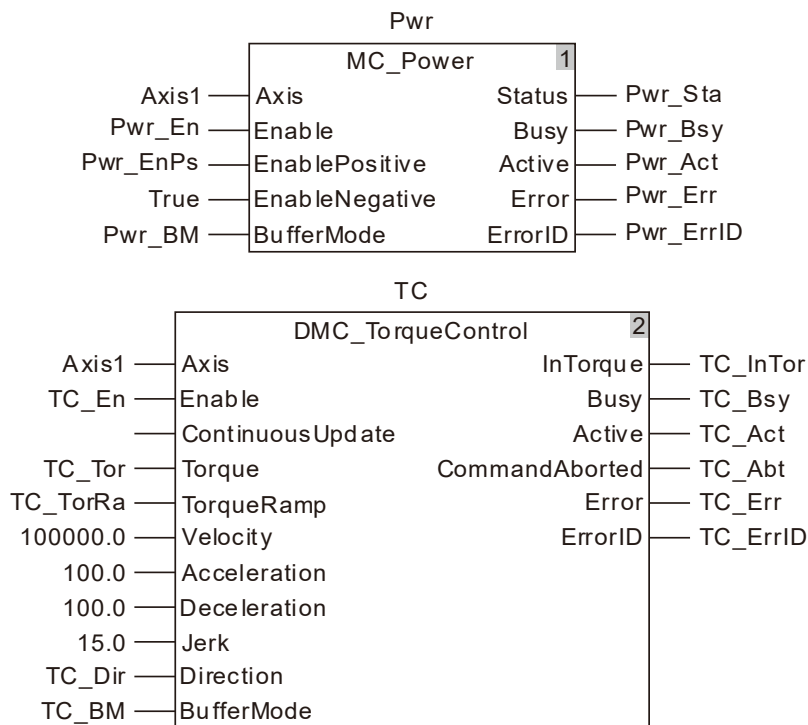 Pwr
MC_Power 1
Axis1 Axis Status Pwr_Sta
Pwr_En Enable Busy Pwr_Bsy
Pwr_EnPs EnablePositive Active Pwr_Act
True EnableNegative Error Pwr_Err
Pwr_BM BufferMode ErrorID Pwr_ErrID
TC
DMC_TorqueControl 2
Axis1 Axis InTorque TC_InTor
TC_En Enable Busy TC_Bsy
ContinuousUpdate Active TC_Act
TC_Tor Torque CommandAborted TC_Abt
TC_TorRa TorqueRamp Error TC_Err
100000.0 Velocity ErrorID TC_ErrID
100.0 Acceleration
100.0 Deceleration
15.0 Jerk
TC_Dir Direction
TC_BM BufferMode